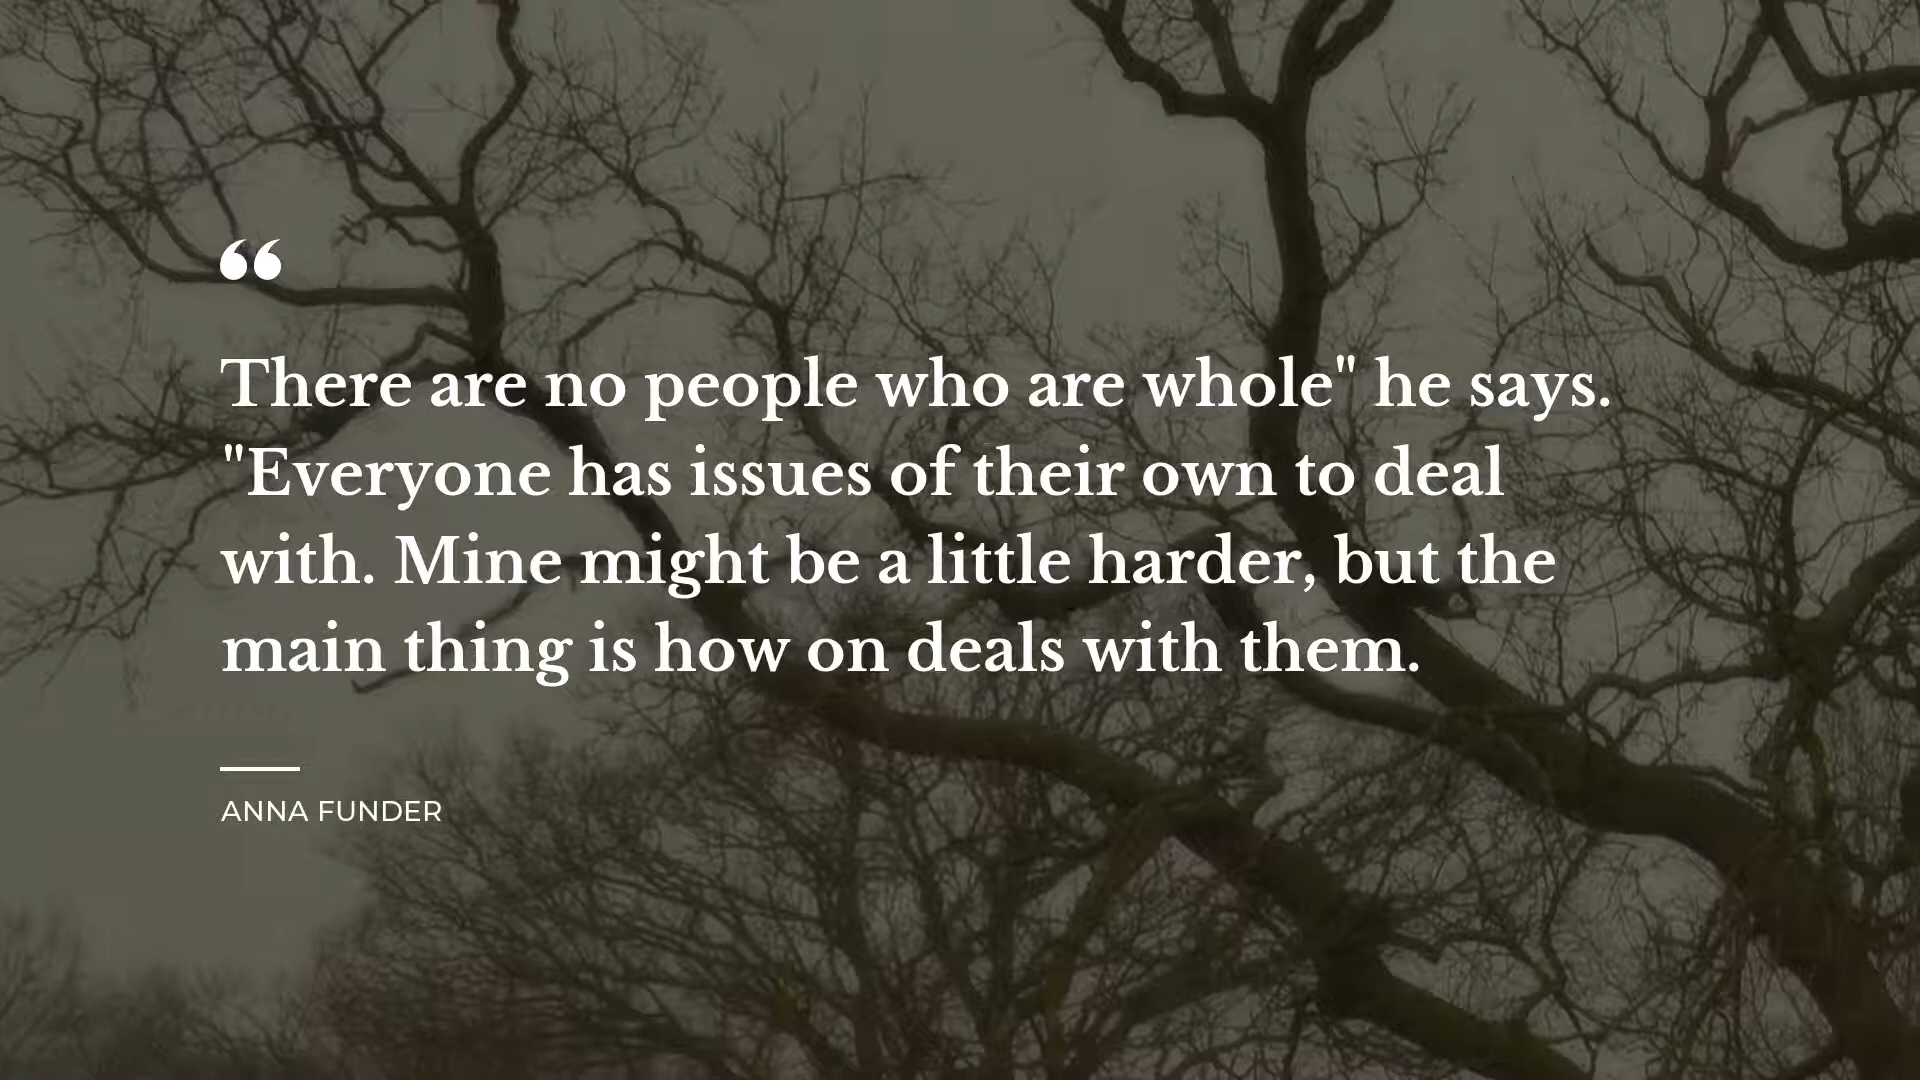 “
There are no people who are whole" he says.
"Everyone has issues of their own to deal
with. Mine might be a little harder, but the
main thing is how on deals with them.
ANNA FUNDER